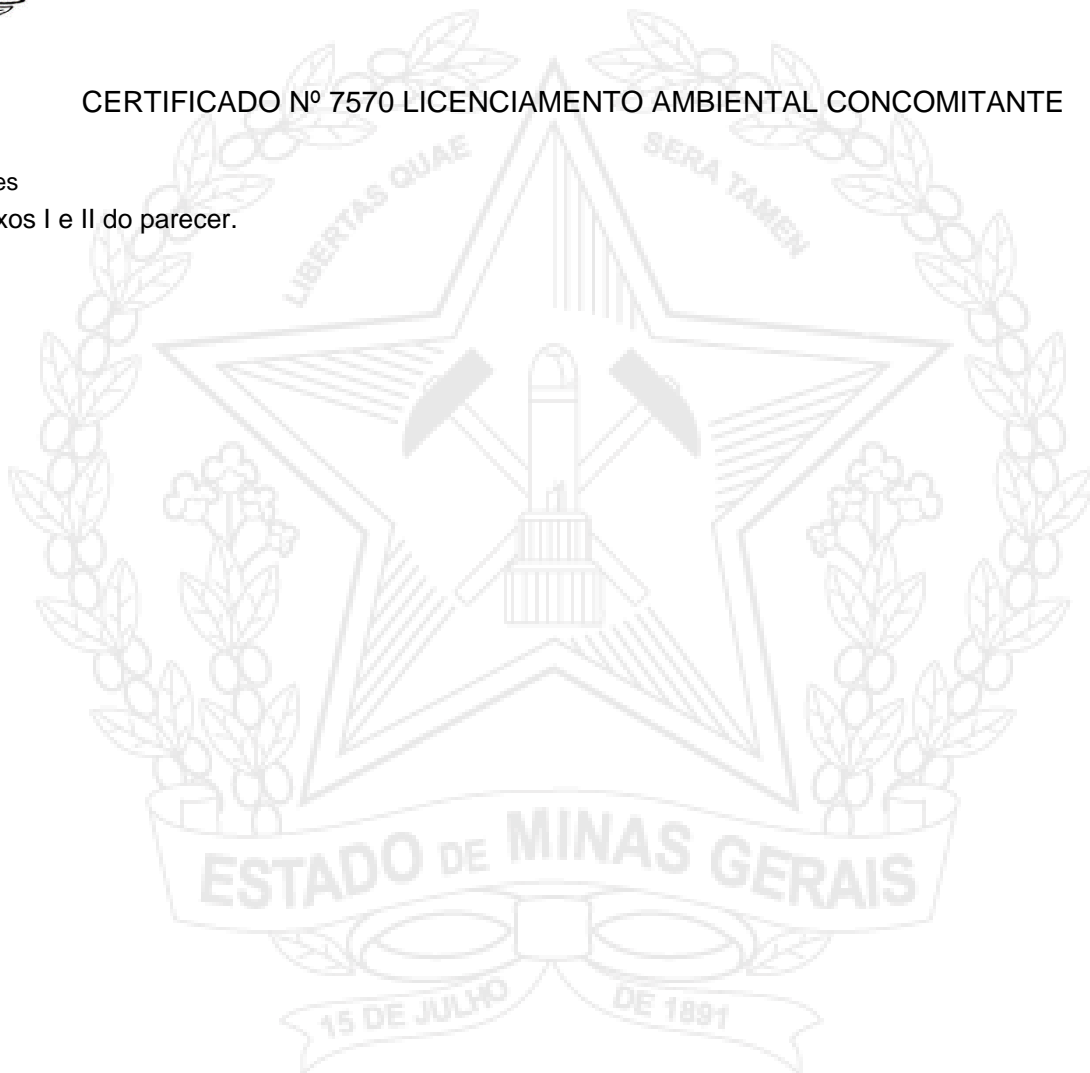 CERTIFICADO Nº 7570 LICENCIAMENTO AMBIENTAL CONCOMITANTE
es
xos I e II do parecer.
LIBERTAS QUAE SERA TAMEN
ESTADO DE MINAS GERAIS
15 DE JULHO DE 1891